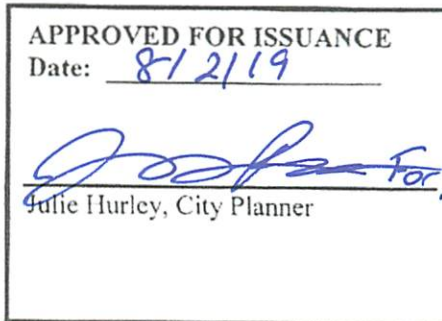 APPROVED FOR ISSUANCE
Date: 8/2/19
For,
Julie Hurley, City Planner